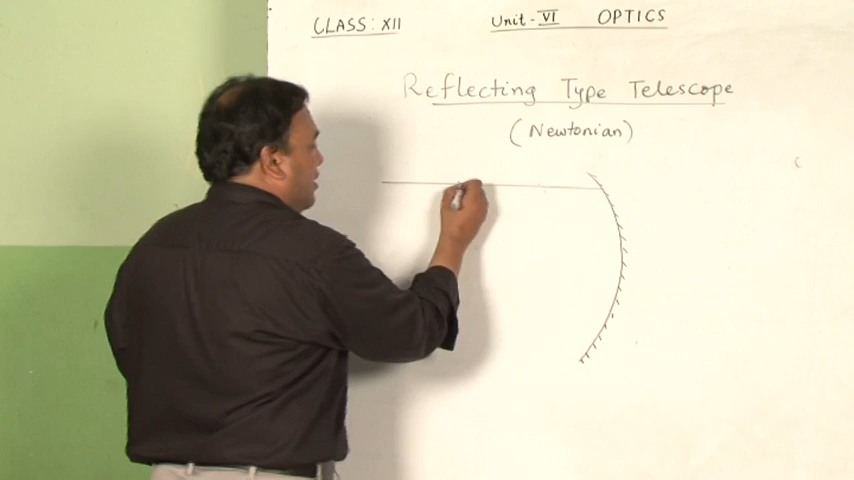 CLASS: XII
Unit-VI OPTICS
Reflecting Type Telescope
(Newtonian)